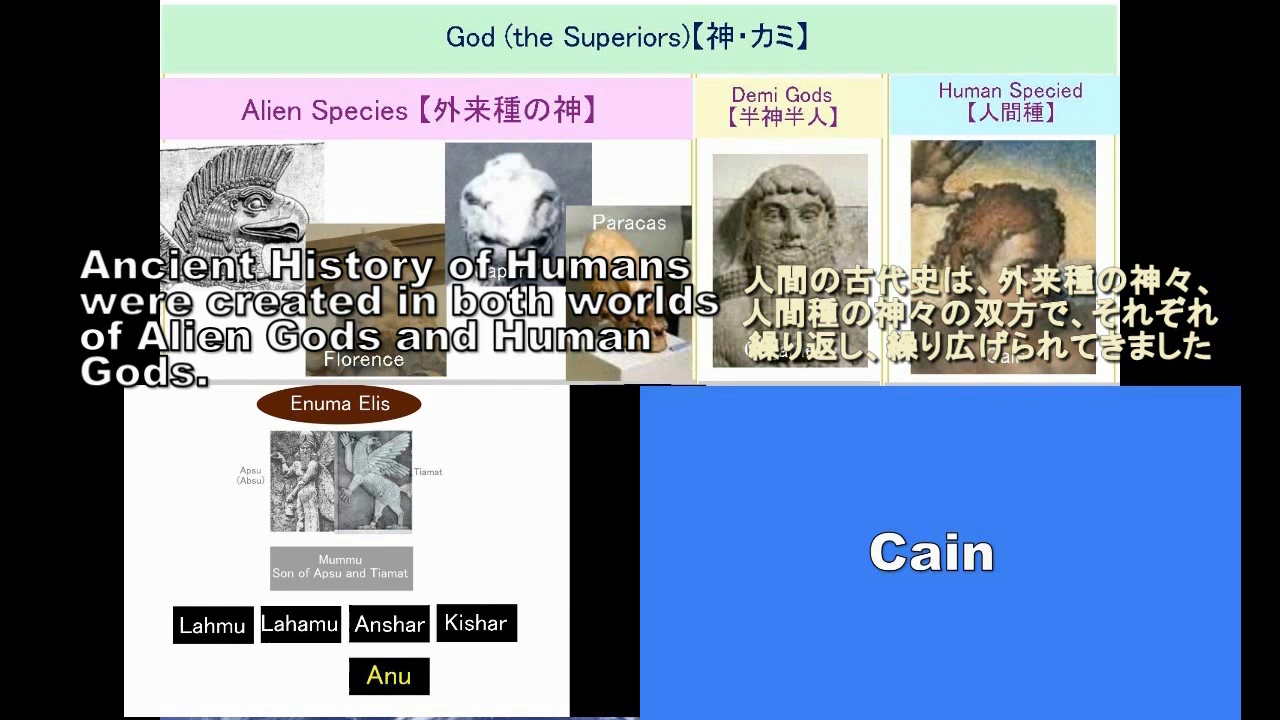 God (the Superiors)【神・カミ】
Alien Species 【外来種の神】
Demi Gods
【半神半人】
Human Specied
【人間種】
Paracas
Florence
Ancient History of Humans
were created in both worlds
of Alien Gods and Human
Gods.
人間の古代史は、外来種の神々、
人間種の神々の双方で、それぞれ
繰り返し、繰り広げられてきました
Enuma Elis
Apsu
(Absu)
Tiamat
Mummu
Son of Apsu and Tiamat
Lahmu
Lahamu
Anshar
Kishar
Anu
Cain